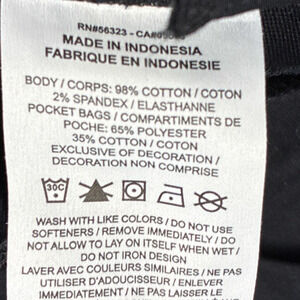 RN#56323 - CA#
MADE IN INDONESIA
FABRIQUE EN INDONESIE
BODY / CORPS: 98% COTTON / COTON
2% SPANDEX / ELASTHANNE
POCKET BAGS / COMPARTIMENTS DE
POCHE: 65% POLYESTER
35% COTTON / COTON
EXCLUSIVE OF DECORATION /
DECORATION NON COMPRISE
30C
WASH WITH LIKE COLORS / DO NOT USE
SOFTENERS / REMOVE IMMEDIATELY / DO
NOT ALLOW TO LAY ON ITSELF WHEN WET /
DO NOT IRON DESIGN
LAVER AVEC COULEURS SIMILAIRES / NE PAS
UTILISER D'ADOUCISSEUR / ENLEVER
IMMEDIATEMENT / NE PAS LAISSER LE